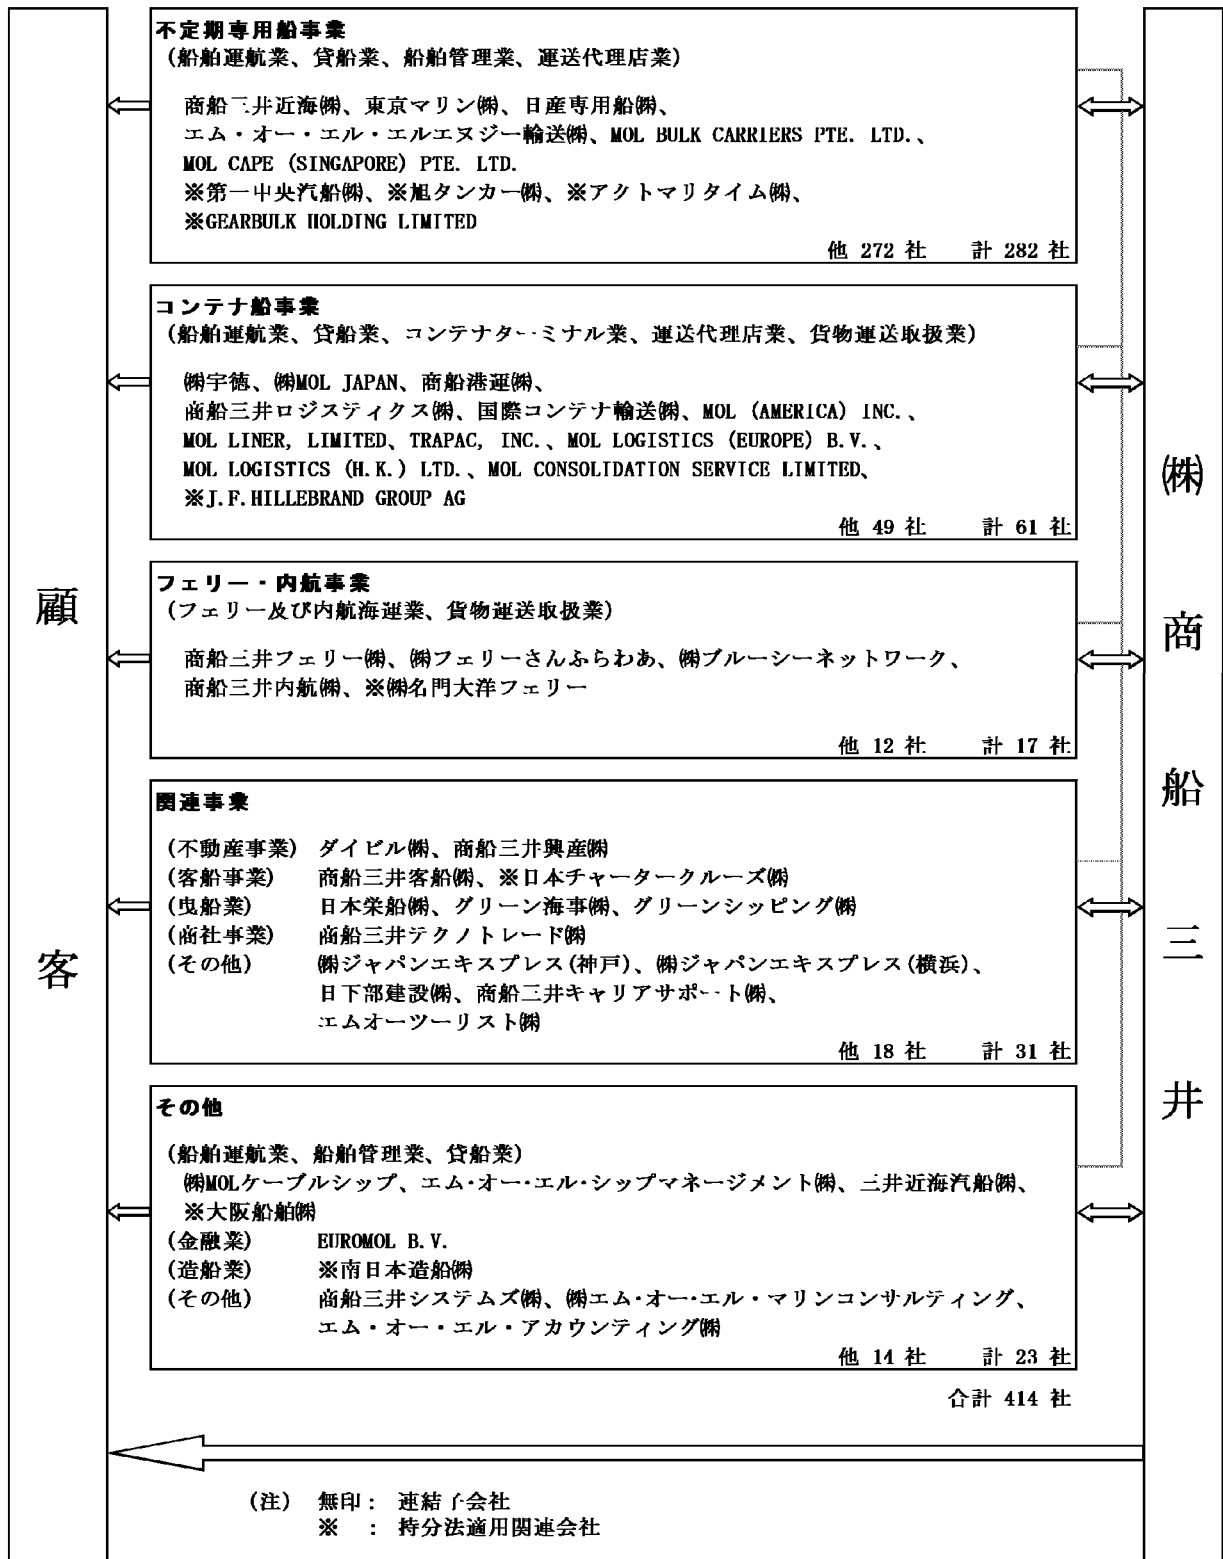 顧客
不定期専用船事業
(船舶運航業、貸船業、船舶管理業、運送代理店業)
商船三井近海㈱、東京マリン㈱、日産専用船㈱、
エム・オー・エル・エルエヌジー輸送㈱、MOL BULK CARRIERS PTE. LTD.、
MOL CAPE (SINGAPORE) PTE. LTD.
※第一中央汽船㈱、※旭タンカー㈱、※アクトマリタイム㈱、
※GEARBULK HOLDING LIMITED
他 272 社 計 282 社
コンテナ船事業
(船舶運航業、貸船業、コンテナターミナル業、運送代理店業、貨物運送取扱業)
㈱宇徳、㈱MOL JAPAN、商船港運㈱、
商船三井ロジスティクス㈱、国際コンテナ輸送㈱、MOL (AMERICA) INC.、
MOL LINER, LIMITED、TRAPAC, INC.、MOL LOGISTICS (EUROPE) B.V.、
MOL LOGISTICS (H.K.) LTD.、MOL CONSOLIDATION SERVICE LIMITED、
※J.F.HILLEBRAND GROUP AG
他 49 社 計 61 社
フェリー・内航事業
(フェリー及び内航海運業、貨物運送取扱業)
商船三井フェリー㈱、㈱フェリーさんふらわあ、㈱ブルーシーネットワーク、
商船三井内航㈱、※㈱名門大洋フェリー
他 12 社 計 17 社
関連事業
(不動産事業) ダイビル㈱、商船三井興産㈱
(客船事業) 商船三井客船㈱、※日本チャータークルーズ㈱
(曳船業) 日本栄船㈱、グリーン海事㈱、グリーンシッピング㈱
(商社事業) 商船三井テクノトレード㈱
(その他) ㈱ジャパンエキスプレス(神戸)、㈱ジャパンエキスプレス(横浜)、
日下部建設㈱、商船三井キャリアサポート㈱、
エムオーツーリスト㈱
他 18 社 計 31 社
その他
(船舶運航業、船舶管理業、貸船業)
㈱MOLケーブルシップ、エム・オー・エル・シップマネージメント㈱、三井近海汽船㈱、
※大阪船舶㈱
(金融業) EUROMOL B.V.
(造船業) ※南日本造船㈱
(その他) 商船三井システムズ㈱、㈱エム・オー・エル・マリンコンサルティング、
エム・オー・エル・アカウンティング㈱
他 14 社 計 23 社
合計 414 社
㈱商船三井
(注) 無印： 連結子会社
※ ： 持分法適用関連会社